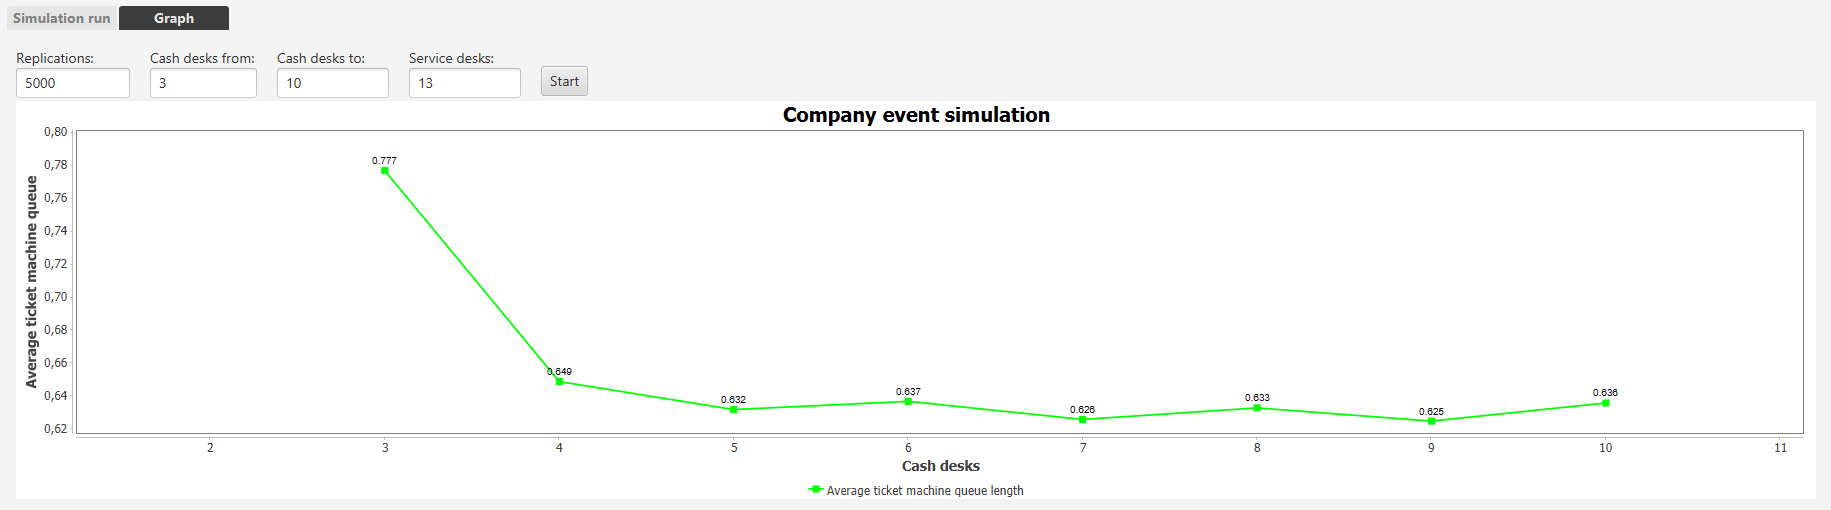 Simulation run Graph
Replications: Cash desks from: Cash desks to: Service desks:
5000 3 10 13 Start
Company event simulation
Average ticket machine queue
0,80
0,78
0,76
0,74
0,72
0,70
0,68
0,66
0,64
0,62
0.777
0.649
0.632
0.637
0.626
0.633
0.625
0.636
2 3 4 5 6 7 8 9 10 11
Cash desks
Average ticket machine queue length